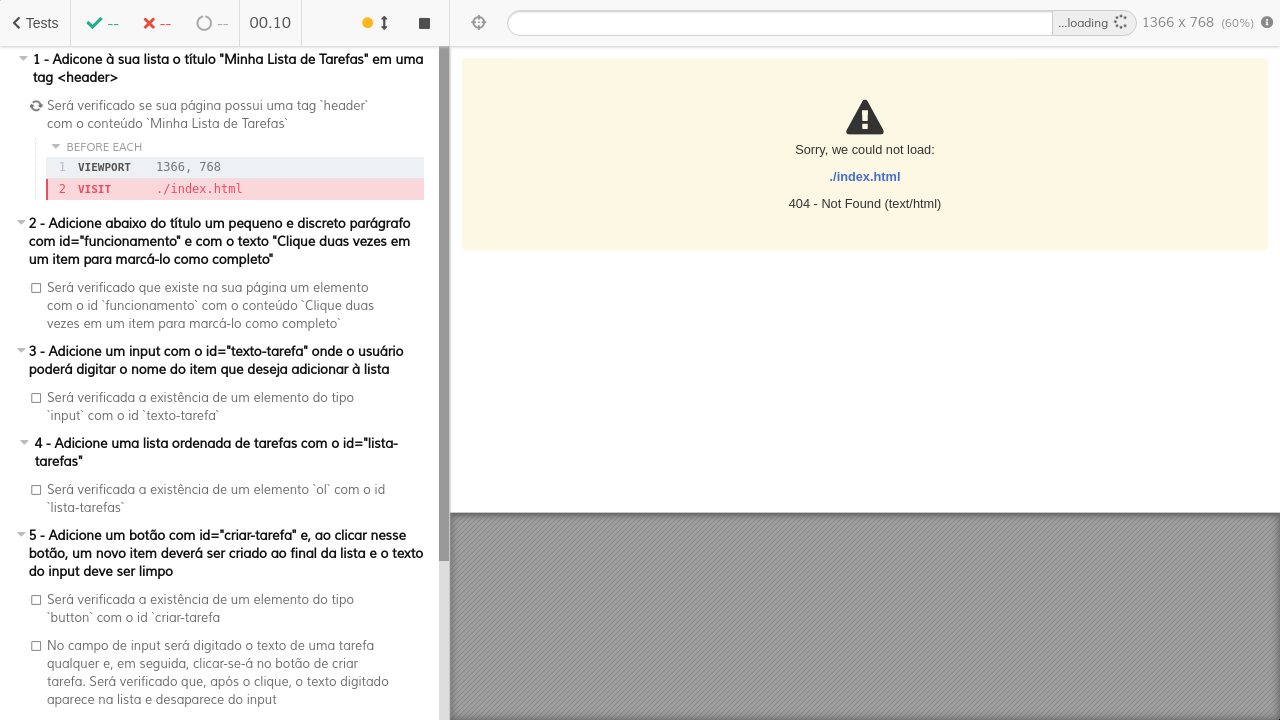 Tests
--
--
--
00.10
...loading
1366 x 768 (60%)
1 - Adicone à sua lista o título "Minha Lista de Tarefas" em uma
tag <header>
Será verificado se sua página possui uma tag `header`
com o conteúdo `Minha Lista de Tarefas`
BEFORE EACH
1 VIEWPORT 1366, 768
2 VISIT ./index.html
2 - Adicione abaixo do título um pequeno e discreto parágrafo
com id="funcionamento" e com o texto "Clique duas vezes em
um item para marcá-lo como completo"
Será verificado que existe na sua página um elemento
com o id `funcionamento` com o conteúdo `Clique duas
vezes em um item para marcá-lo como completo`
3 - Adicione um input com o id="texto-tarefa" onde o usuário
poderá digitar o nome do item que deseja adicionar à lista
Será verificada a existência de um elemento do tipo
`input` com o id `texto-tarefa`
4 - Adicione uma lista ordenada de tarefas com o id="lista-
tarefas"
Será verificada a existência de um elemento `ol` com o id
`lista-tarefas`
5 - Adicione um botão com id="criar-tarefa" e, ao clicar nesse
botão, um novo item deverá ser criado ao final da lista e o texto
do input deve ser limpo
Será verificada a existência de um elemento do tipo
`button` com o id `criar-tarefa
No campo de input será digitado o texto de uma tarefa
qualquer e, em seguida, clicar-se-á no botão de criar
tarefa. Será verificado que, após o clique, o texto digitado
aparece na lista e desaparece do input
Sorry, we could not load:
./index.html
404 - Not Found (text/html)